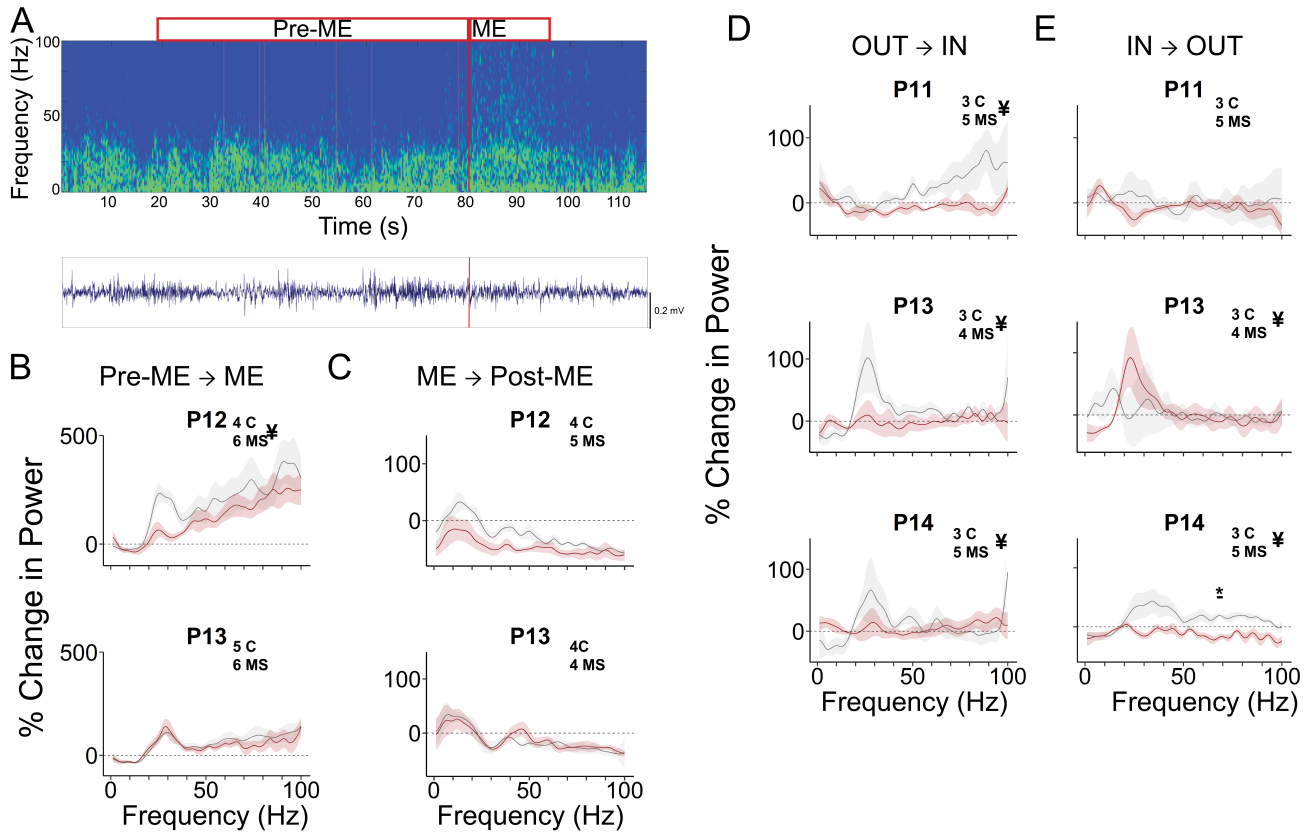 A
Pre-ME
ME
Frequency (Hz)
100
50
0
10 20 30 40 50 60 70 80 90 100 110
Time (s)
0.2 mV
B
Pre-ME → ME
C
ME → Post-ME
% Change in Power
P12
4 C
6 MS
¥
500
0
P12
4 C
5 MS
100
0
P13
5 C
6 MS
500
0
0 50 100
Frequency (Hz)
P13
4C
4 MS
100
0
0 50 100
Frequency (Hz)
D
OUT → IN
% Change in Power
P11
3 C
5 MS
¥
100
0
P13
3 C
4 MS
¥
100
0
P14
3 C
5 MS
¥
100
0
0 50 100
Frequency (Hz)
E
IN → OUT
P11
3 C
5 MS
P13
3 C
4 MS
¥
P14
3 C
5 MS
¥
*
0 50 100
Frequency (Hz)